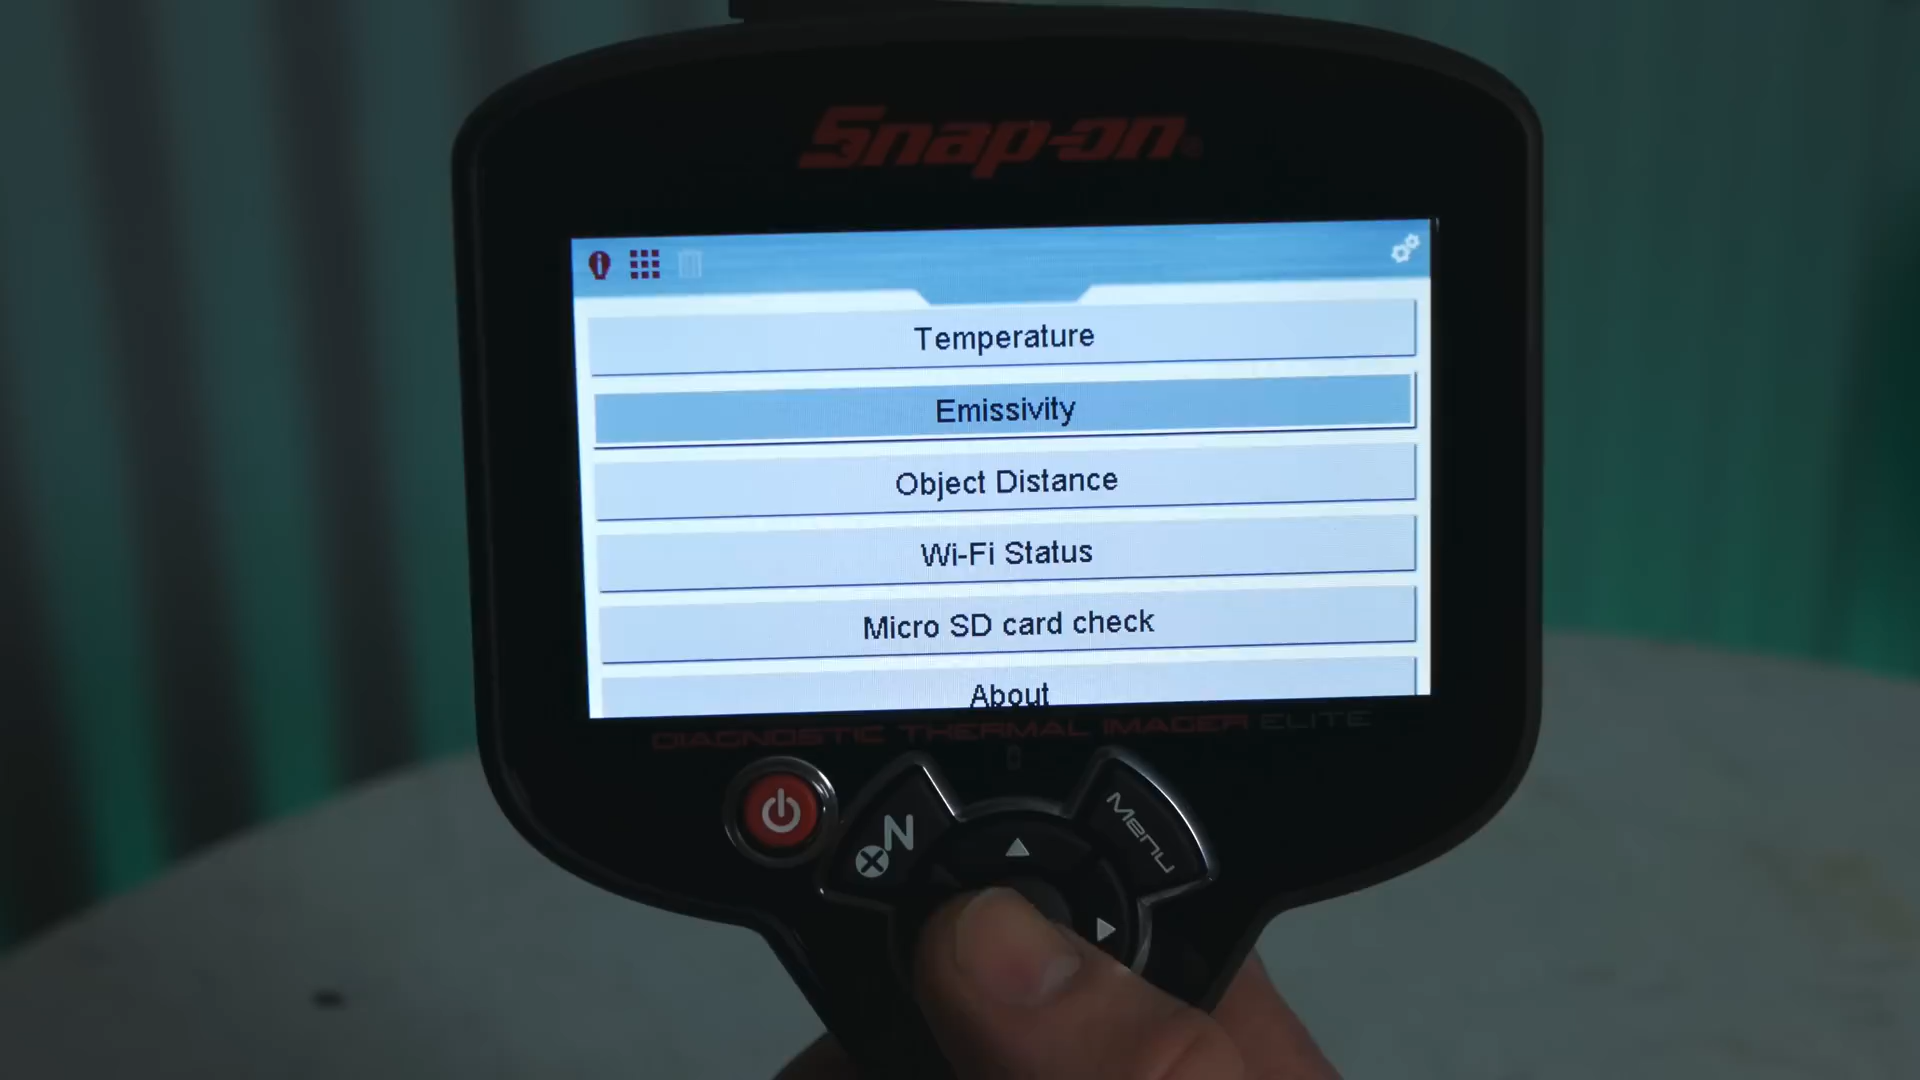 Snap-on
Temperature
Emissivity
Object Distance
Wi-Fi Status
Micro SD card check
About
DIAGNOSTIC THERMAL IMAGER ELITE
N
Menu